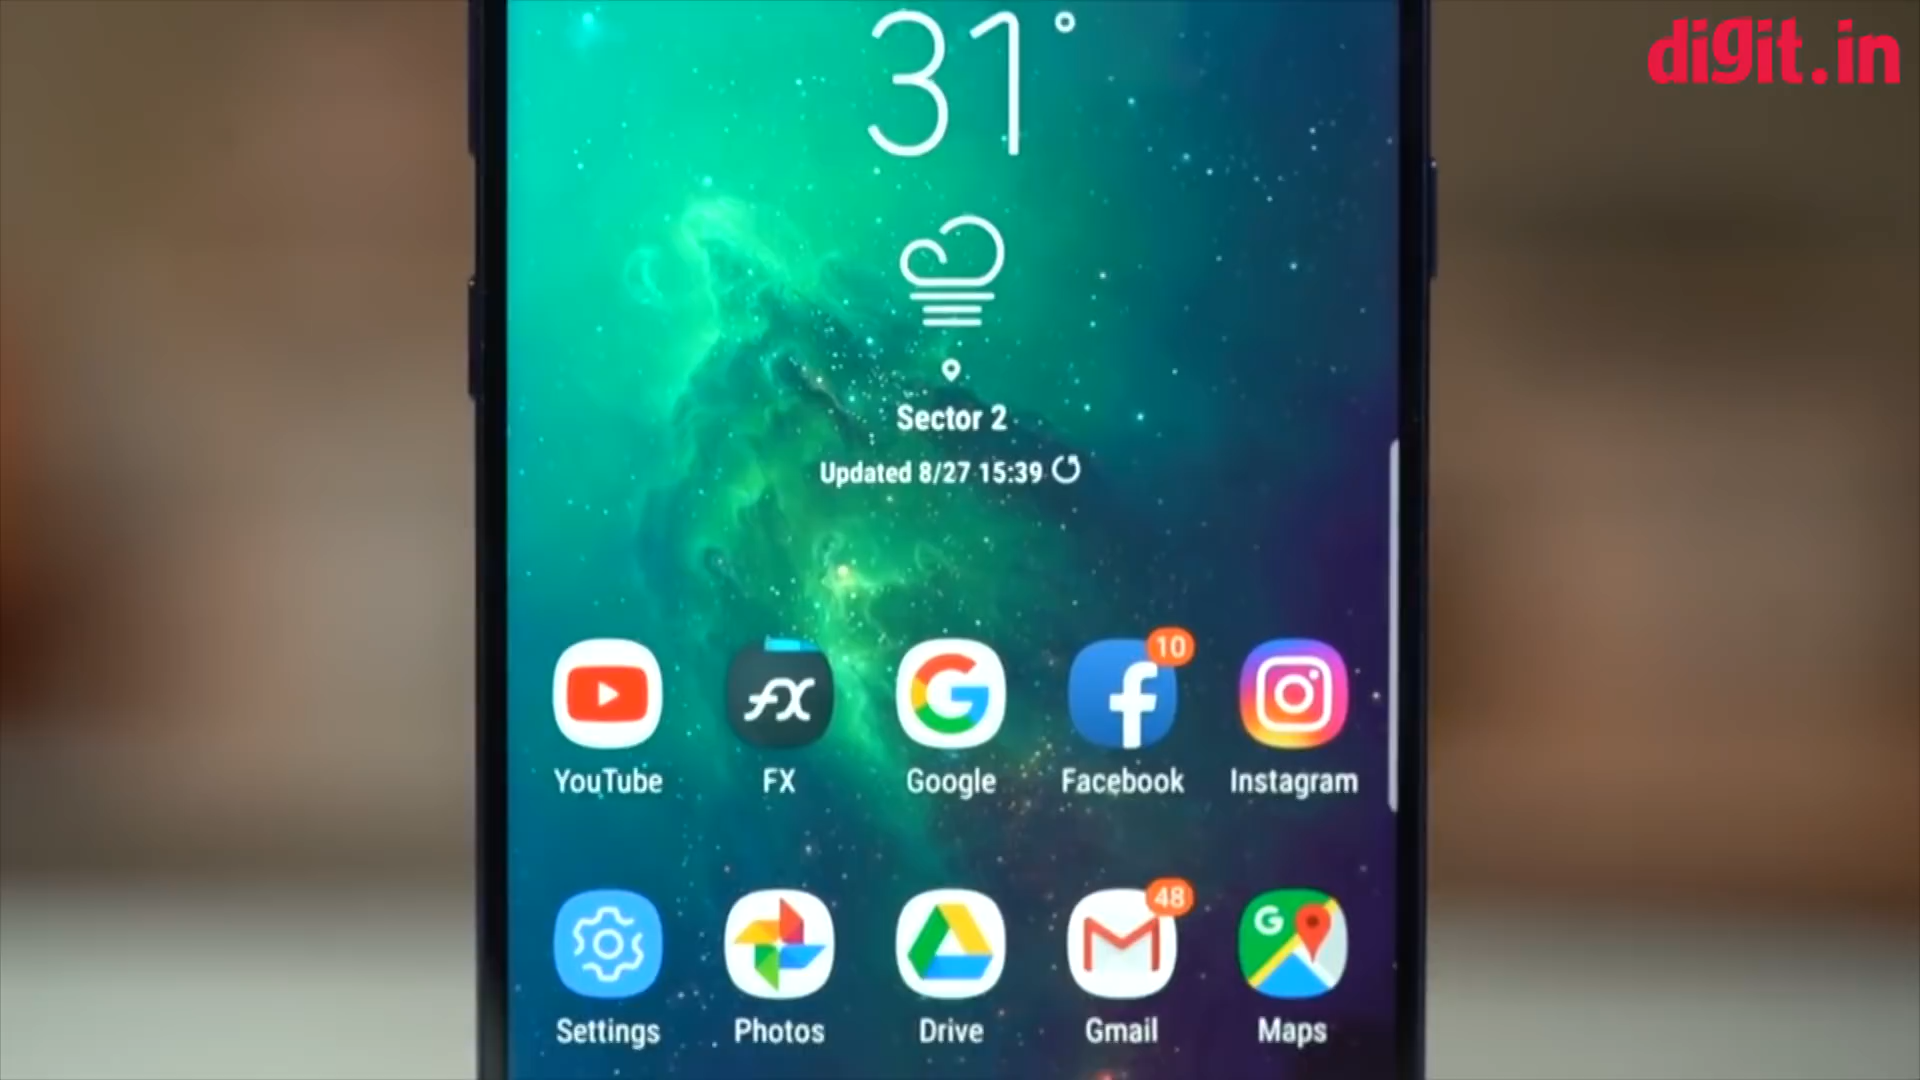 digit.in
31°
Sector 2
Updated 8/27 15:39
10
YouTube FX Google Facebook Instagram
48
G
Settings Photos Drive Gmail Maps